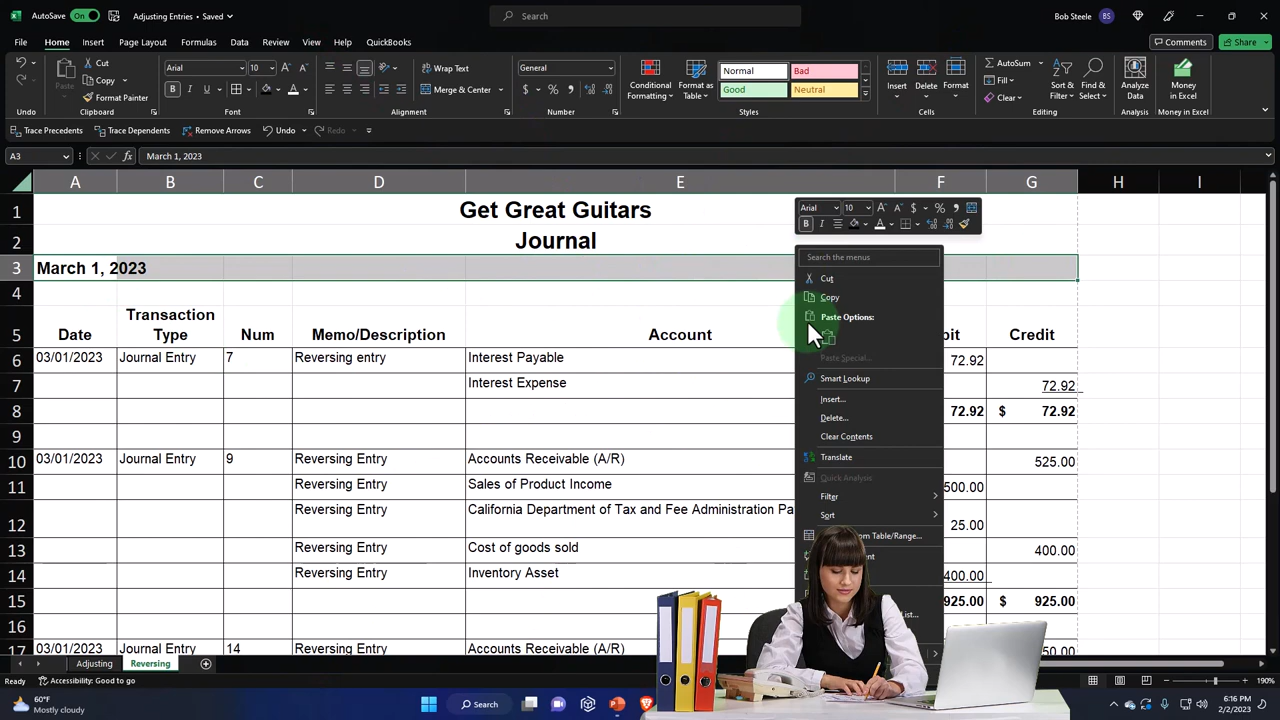 AutoSave On Adjusting Entries • Saved Search Bob Steele BS
File Home Insert Page Layout Formulas Data Review View Help QuickBooks Comments Share
Cut Arial 10 Wrap Text General Normal Bad AutoSum
Copy Fill
Paste Format Painter Merge & Center Good Neutral Clear
Conditional Formatting Format as Table Insert Delete Format Sort & Filter Find & Select Analyze Data Money in Excel
Undo Clipboard Font Alignment Number Styles Cells Editing Analysis Money in Excel
Trace Precedents Trace Dependents Remove Arrows Undo Redo
A3 fx March 1, 2023
A B C D E F G H I
1 Get Great Guitars
Arial 10
2 Journal
3 March 1, 2023
4
5 Date Transaction Type Num Memo/Description Account Credit
6 03/01/2023 Journal Entry 7 Reversing entry Interest Payable 72.92
7 Interest Expense 72.92
8 72.92 $ 72.92
9
10 03/01/2023 Journal Entry 9 Reversing Entry Accounts Receivable (A/R) 525.00
11 Reversing Entry Sales of Product Income 500.00
12 Reversing Entry California Department of Tax and Fee Administration Pa 25.00
13 Reversing Entry Cost of goods sold 400.00
14 Reversing Entry Inventory Asset 400.00
15 925.00 $ 925.00
16
17 03/01/2023 Journal Entry 14
Search the menus
Cut
Copy
Paste Options:
Paste Special...
Smart Lookup
Insert...
Delete...
Clear Contents
Translate
Quick Analysis
Filter
Sort
Table/Range...
Adjusting Reversing
Ready Accessibility: Good to go 190%
60°F
Mostly cloudy
Search
6:16 PM
2/2/2023